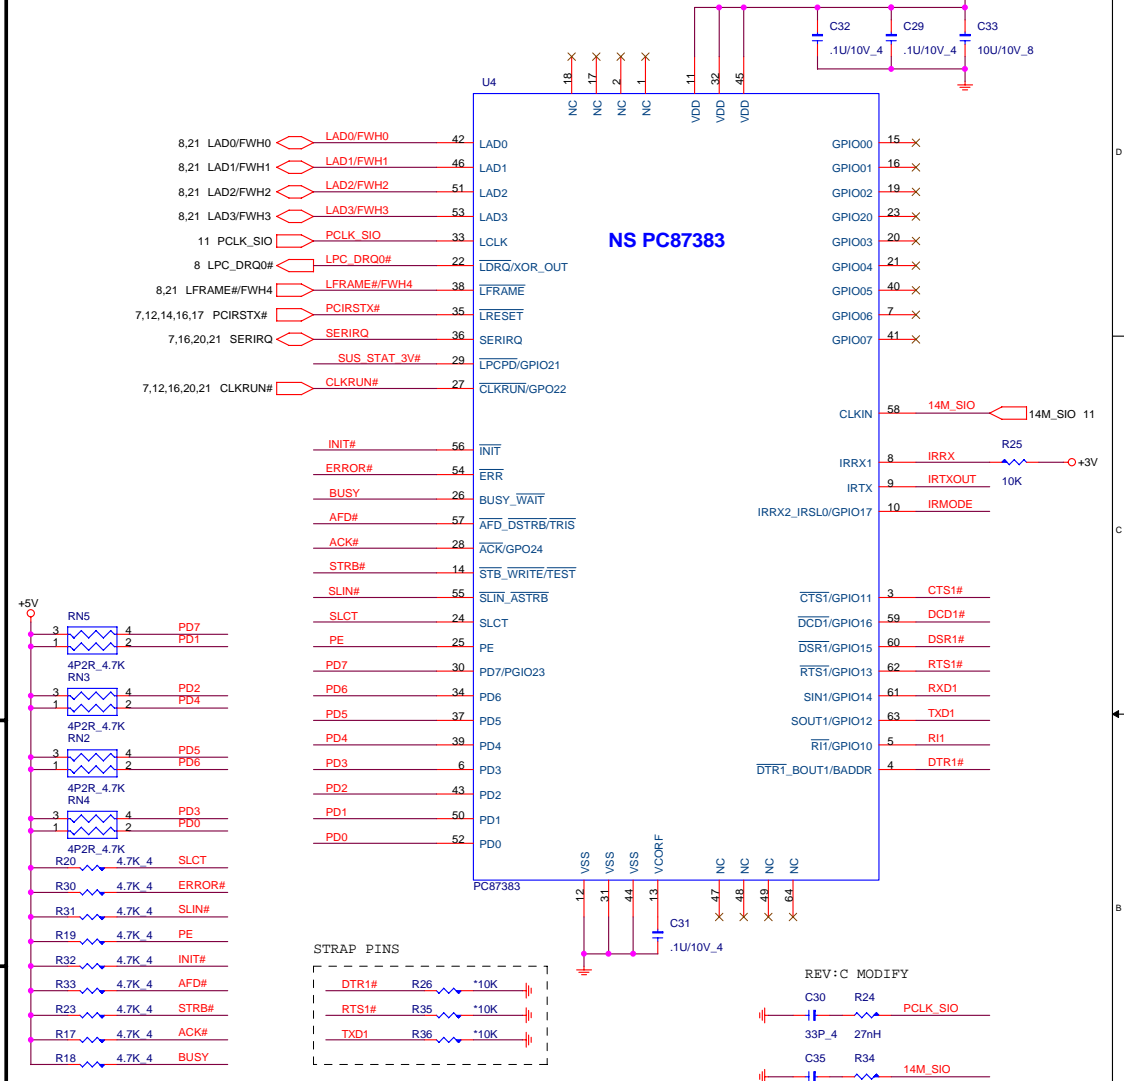 C32
C29
C33
.1U/10V_4
.1U/10V_4
10U/10V_8
U4
18
17
2
1
11
32
45
NC
NC
NC
NC
VDD
VDD
VDD
8,21 LAD0/FWH0 LAD0/FWH0 42 LAD0
8,21 LAD1/FWH1 LAD1/FWH1 46 LAD1
8,21 LAD2/FWH2 LAD2/FWH2 51 LAD2
8,21 LAD3/FWH3 LAD3/FWH3 53 LAD3
11 PCLK_SIO PCLK_SIO 33 LCLK
8 LPC_DRQ0# LPC_DRQ0# 22 LDRQ/XOR_OUT
8,21 LFRAME#/FWH4 LFRAME#/FWH4 38 LFRAME
7,12,14,16,17 PCIRSTX# PCIRSTX# 35 LRESET
7,16,20,21 SERIRQ SERIRQ 36 SERIRQ
SUS_STAT_3V# 29 LPCPD/GPIO21
7,12,16,20,21 CLKRUN# CLKRUN# 27 CLKRUN/GPO22
INIT# 56 INIT
ERROR# 54 ERR
BUSY 26 BUSY_WAIT
AFD# 57 AFD_DSTRB/TRIS
ACK# 28 ACK/GPO24
STRB# 14 STB_WRITE/TEST
SLIN# 55 SLIN_ASTRB
SLCT 24 SLCT
PE 25 PE
PD7 30 PD7/PGIO23
PD6 34 PD6
PD5 37 PD5
PD4 39 PD4
PD3 6 PD3
PD2 43 PD2
PD1 50 PD1
PD0 52 PD0
NS PC87383
GPIO00 15
GPIO01 16
GPIO02 19
GPIO20 23
GPIO03 20
GPIO04 21
GPIO05 40
GPIO06 7
GPIO07 41
CLKIN 58 14M_SIO 14M_SIO 11
R25
IRRX1 8 IRRX +3V
10K
IRTX 9 IRTXOUT
IRRX2_IRSL0/GPIO17 10 IRMODE
CTS1/GPIO11 3 CTS1#
DCD1/GPIO16 59 DCD1#
DSR1/GPIO15 60 DSR1#
RTS1/GPIO13 62 RTS1#
SIN1/GPIO14 61 RXD1
SOUT1/GPIO12 63 TXD1
RI1/GPIO10 5 RI1
DTR1_BOUT1/BADDR 4 DTR1#
D
C
B
VSS
VSS
VSS
VCORF
NC
NC
NC
NC
PC87383
12
31
44
13
47
48
49
64
C31
.1U/10V_4
+5V
RN5
3 4 PD7
1 2 PD1
4P2R_4.7K
RN3
3 4 PD2
1 2 PD4
4P2R_4.7K
RN2
3 4 PD5
1 2 PD6
4P2R_4.7K
RN4
3 4 PD3
1 2 PD0
4P2R_4.7K
R20 4.7K_4 SLCT
R30 4.7K_4 ERROR#
R31 4.7K_4 SLIN#
R19 4.7K_4 PE
R32 4.7K_4 INIT#
R33 4.7K_4 AFD#
R23 4.7K_4 STRB#
R17 4.7K_4 ACK#
R18 4.7K_4 BUSY
STRAP PINS
DTR1# R26 *10K
RTS1# R35 *10K
TXD1 R36 *10K
REV:C MODIFY
C30 R24 PCLK_SIO
33P_4 27nH
C35 R34 14M_SIO